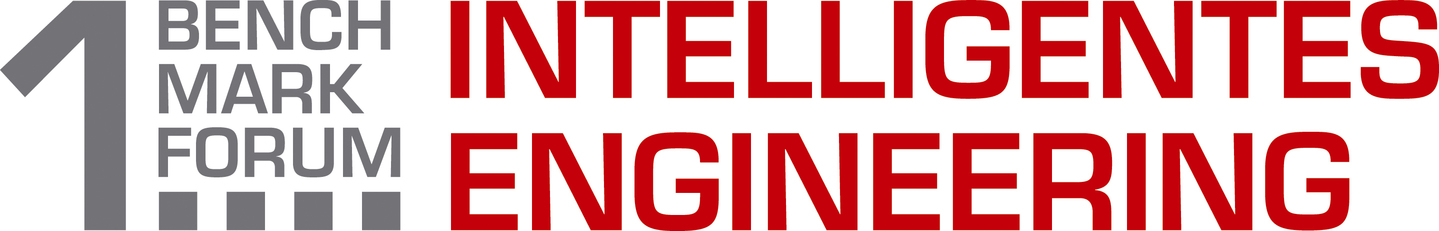 1 BENCH
MARK
FORUM
INTELLIGENTES
ENGINEERING